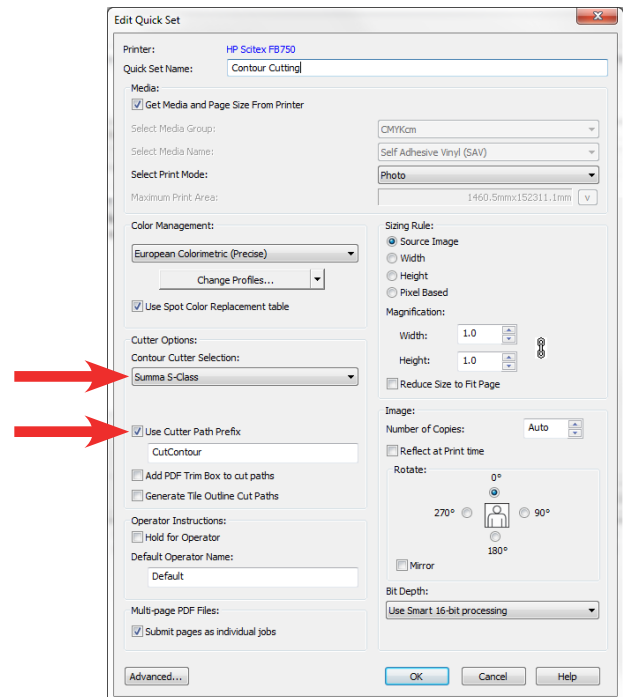 Edit Quick Set
Printer: HP Scitex FB750
Quick Set Name: Contour Cutting
Media:
Get Media and Page Size From Printer
Select Media Group: CMYKcm
Select Media Name: Self Adhesive Vinyl (SAV)
Select Print Mode: Photo
Maximum Print Area: 1460.5mmx152311.1mm v
Color Management:
European Colorimetric (Precise)
Change Profiles...
Use Spot Color Replacement table
Cutter Options:
Contour Cutter Selection:
Summa S-Class
Use Cutter Path Prefix
CutContour
Add PDF Trim Box to cut paths
Generate Tile Outline Cut Paths
Operator Instructions:
Hold for Operator
Default Operator Name:
Default
Multi-page PDF Files:
Submit pages as individual jobs
Sizing Rule:
Source Image
Width
Height
Pixel Based
Magnification:
Width: 1.0
Height: 1.0
Reduce Size to Fit Page
Image:
Number of Copies: Auto
Reflect at Print time
Rotate:
0°
270° 90°
180°
Mirror
Bit Depth:
Use Smart 16-bit processing
Advanced... OK Cancel Help